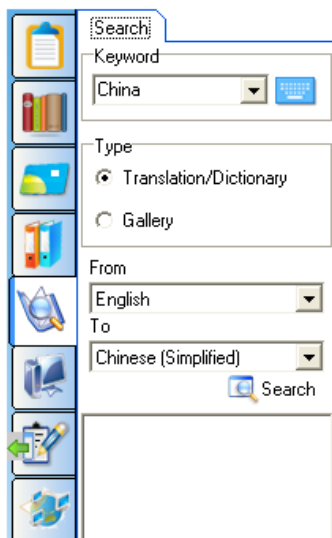 Search
Keyword
China
Type
Translation/Dictionary
Gallery
From
English
To
Chinese (Simplified)
Search